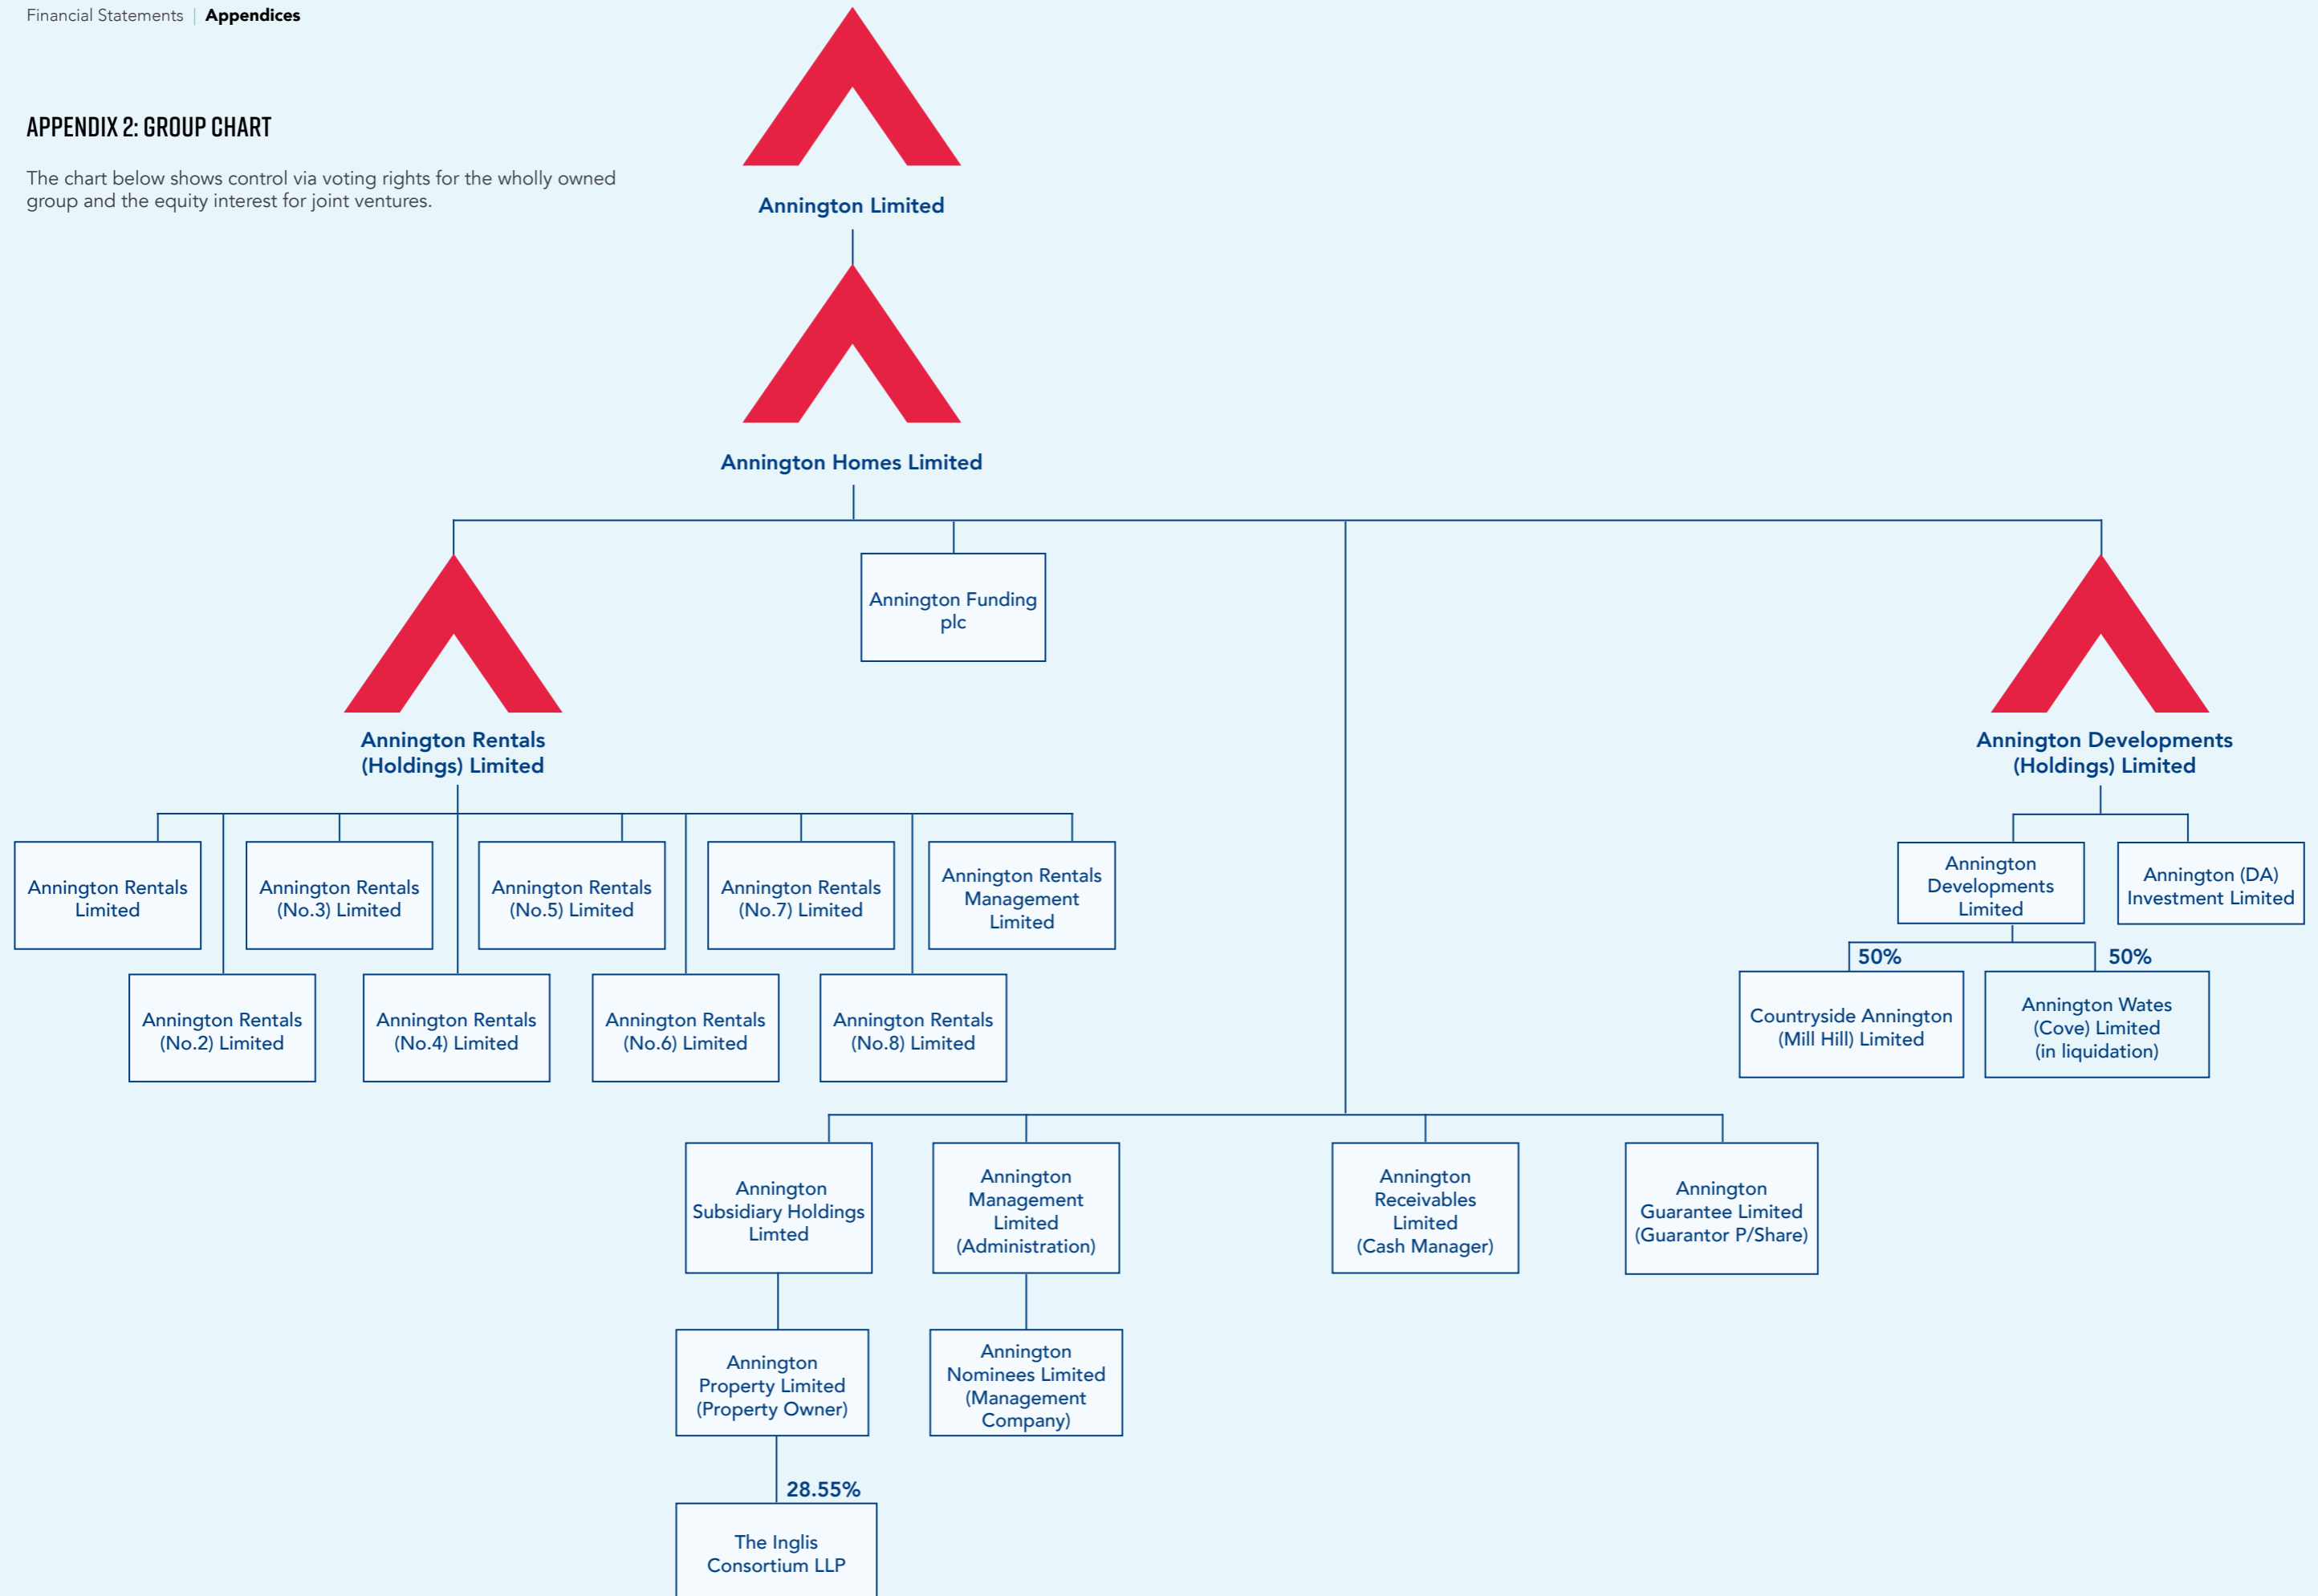 Financial Statements | Appendices
APPENDIX 2: GROUP CHART
The chart below shows control via voting rights for the wholly owned
group and the equity interest for joint ventures.
Annington Limited
Annington Homes Limited
Annington Funding
plc
Annington Rentals
(Holdings) Limited
Annington Developments
(Holdings) Limited
Annington Rentals
Limited
Annington Rentals
(No.3) Limited
Annington Rentals
(No.5) Limited
Annington Rentals
(No.7) Limited
Annington Rentals
Management
Limited
Annington
Developments
Limited
Annington (DA)
Investment Limited
50%
50%
Annington Rentals
(No.2) Limited
Annington Rentals
(No.4) Limited
Annington Rentals
(No.6) Limited
Annington Rentals
(No.8) Limited
Countryside Annington
(Mill Hill) Limited
Annington Wates
(Cove) Limited
(in liquidation)
Annington
Subsidiary Holdings
Limted
Annington
Management
Limited
(Administration)
Annington
Receivables
Limited
(Cash Manager)
Annington
Guarantee Limited
(Guarantor P/Share)
Annington
Property Limited
(Property Owner)
Annington
Nominees Limited
(Management
Company)
28.55%
The Inglis
Consortium LLP